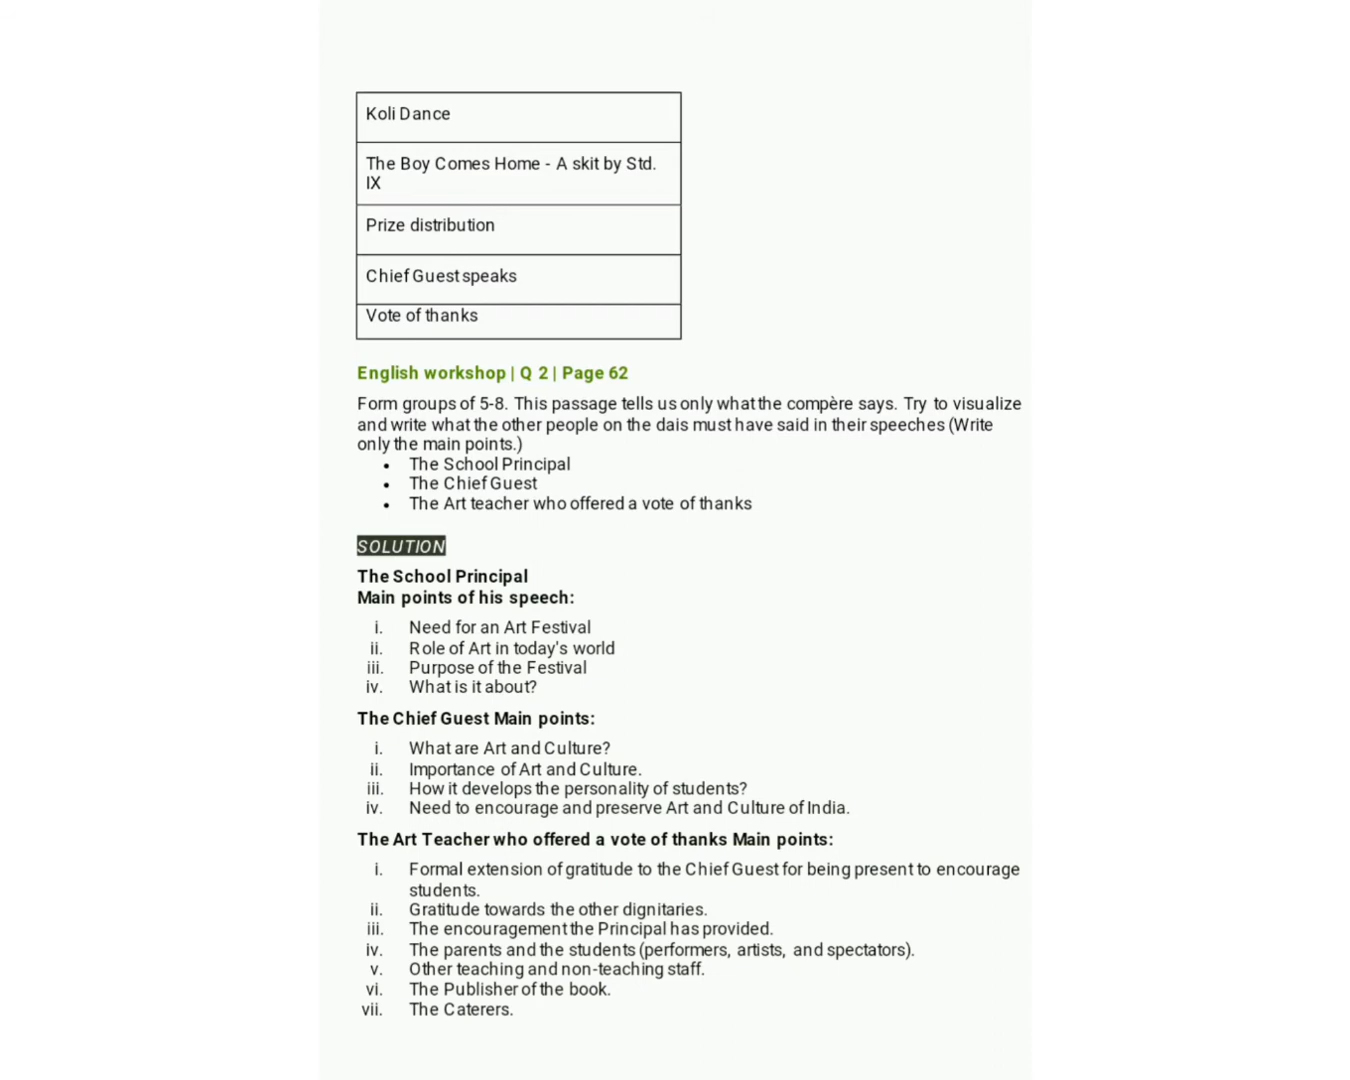 Koli Dance
The Boy Comes Home - A skit by Std.
IX
Prize distribution
Chief Guest speaks
Vote of thanks
English workshop | Q 2 | Page 62
Form groups of 5-8. This passage tells us only what the compère says. Try to visualize
and write what the other people on the dais must have said in their speeches (Write
only the main points.)
• The School Principal
• The Chief Guest
• The Art teacher who offered a vote of thanks
SOLUTION
The School Principal
Main points of his speech:
i. Need for an Art Festival
ii. Role of Art in today's world
iii. Purpose of the Festival
iv. What is it about?
The Chief Guest Main points:
i. What are Art and Culture?
ii. Importance of Art and Culture.
iii. How it develops the personality of students?
iv. Need to encourage and preserve Art and Culture of India.
The Art Teacher who offered a vote of thanks Main points:
i. Formal extension of gratitude to the Chief Guest for being present to encourage
students.
ii. Gratitude towards the other dignitaries.
iii. The encouragement the Principal has provided.
iv. The parents and the students (performers, artists, and spectators).
v. Other teaching and non-teaching staff.
vi. The Publisher of the book.
vii. The Caterers.